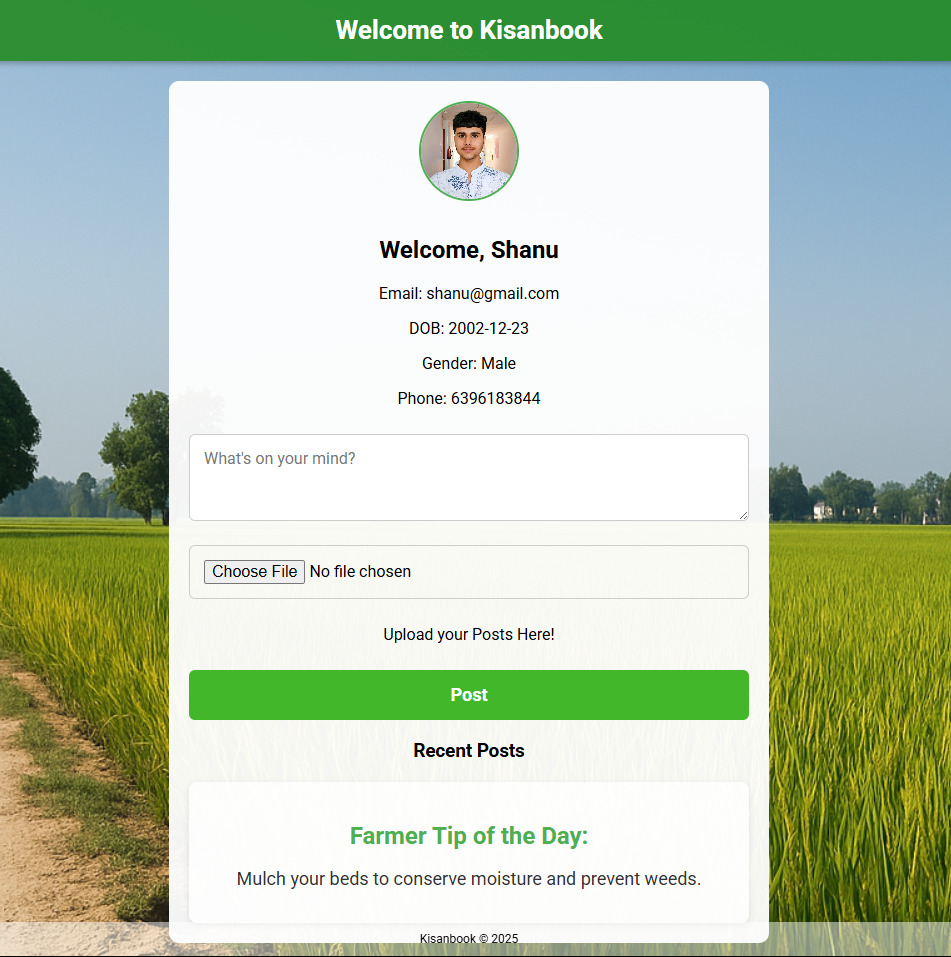 Welcome to Kisanbook
Welcome, Shanu
Email: shanu@gmail.com
DOB: 2002-12-23
Gender: Male
Phone: 6396183844
What's on your mind?
Choose File No file chosen
Upload your Posts Here!
Post
Recent Posts
Farmer Tip of the Day:
Mulch your beds to conserve moisture and prevent weeds.
Kisanbook © 2025